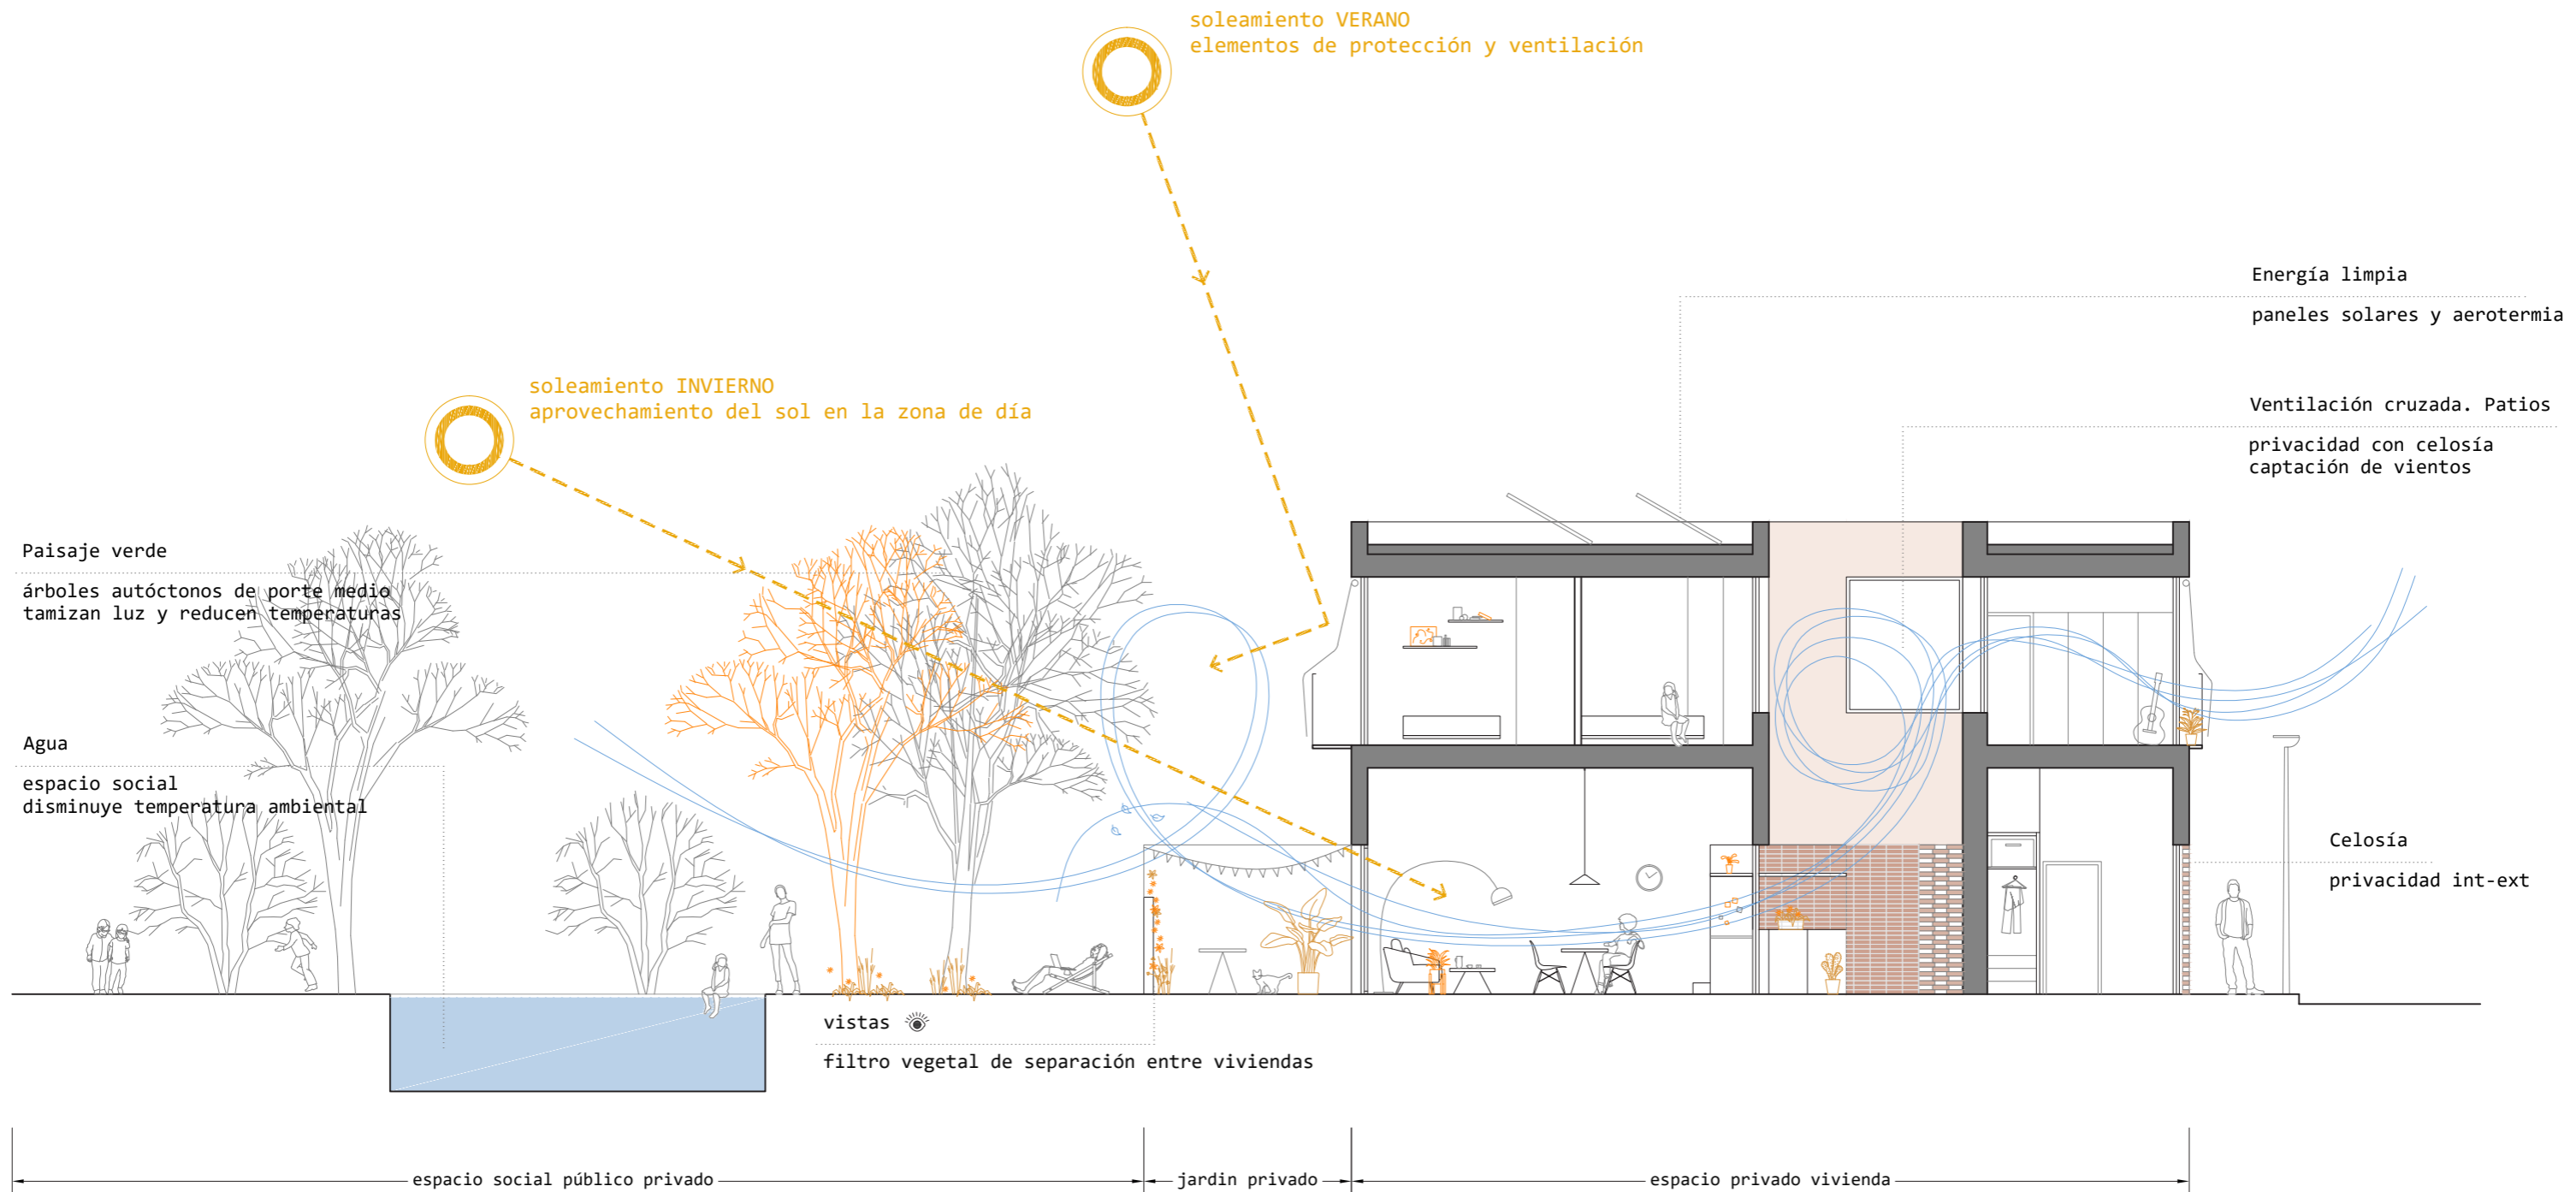 soleamiento VERANO
elementos de protección y ventilación
Energía limpia
paneles solares y aerotermia
soleamiento INVIERNO
aprovechamiento del sol en la zona de día
Ventilación cruzada. Patios
privacidad con celosía
captación de vientos
Paisaje verde
árboles autóctonos de porte medio
tamizan luz y reducen temperaturas
Agua
espacio social
disminuye temperatura ambiental
Celosía
privacidad int-ext
vistas
filtro vegetal de separación entre viviendas
espacio social público privado
jardin privado
espacio privado vivienda